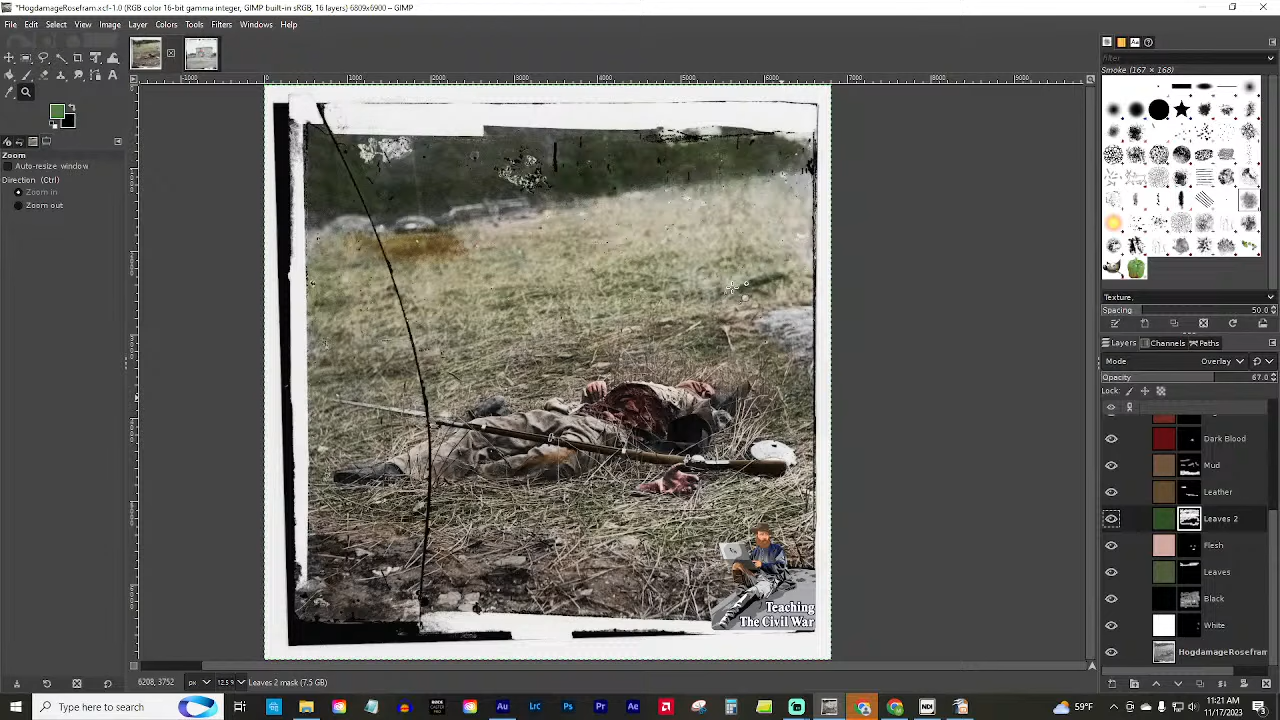 *"HogdamageRosefram.xcf-1.0 (RGB color 16-bit gamma integer, GIMP built-in sRGB, 16 layers) 6809x6900 – GIMP
File Edit Select View Image Layer Colors Tools Filters Windows Help
Zoom
Auto-resize window
Direction (Ctrl)
Zoom in
Zoom out
filter
Smoke (167 × 168)
Texture,
Spacing 50.0
Layers Channels Paths
Mode Overlay
Opacity 67.0
Lock:
Dark Blood
Mud
Leather
Leaves 2
Flesh
Leaves
Black
White
HogdamageRosefram
Teaching
The Civil War
6208, 3752 px Leaves 2 mask (7.5 GB)
Type here to search
59°F
11:21 AM
11/17/2023